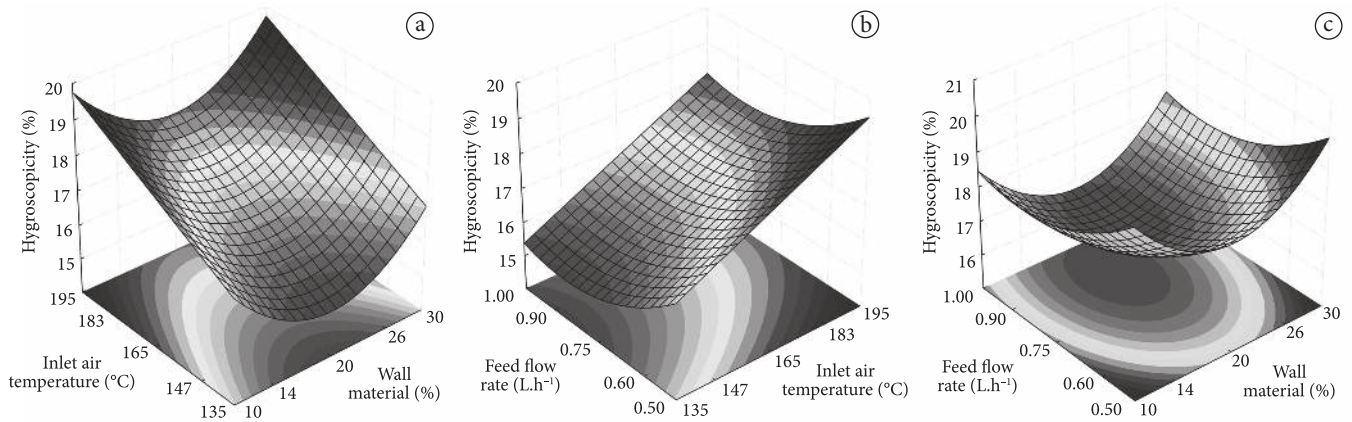 a
20
19
18
17
16
15
Hygroscopicity (%)
195
183
165
147
135
Inlet air
temperature (°C)
10
14
20
26
30
Wall
material (%)
b
20
19
18
17
16
15
Hygroscopicity (%)
1.00
0.90
0.75
0.60
0.50
Feed flow
rate (L.h⁻¹)
135
147
165
183
195
Inlet air
temperature (°C)
c
21
20
19
18
17
16
Hygroscopicity (%)
1.00
0.90
0.75
0.60
0.50
Feed flow
rate (L.h⁻¹)
10
14
20
26
30
Wall
material (%)